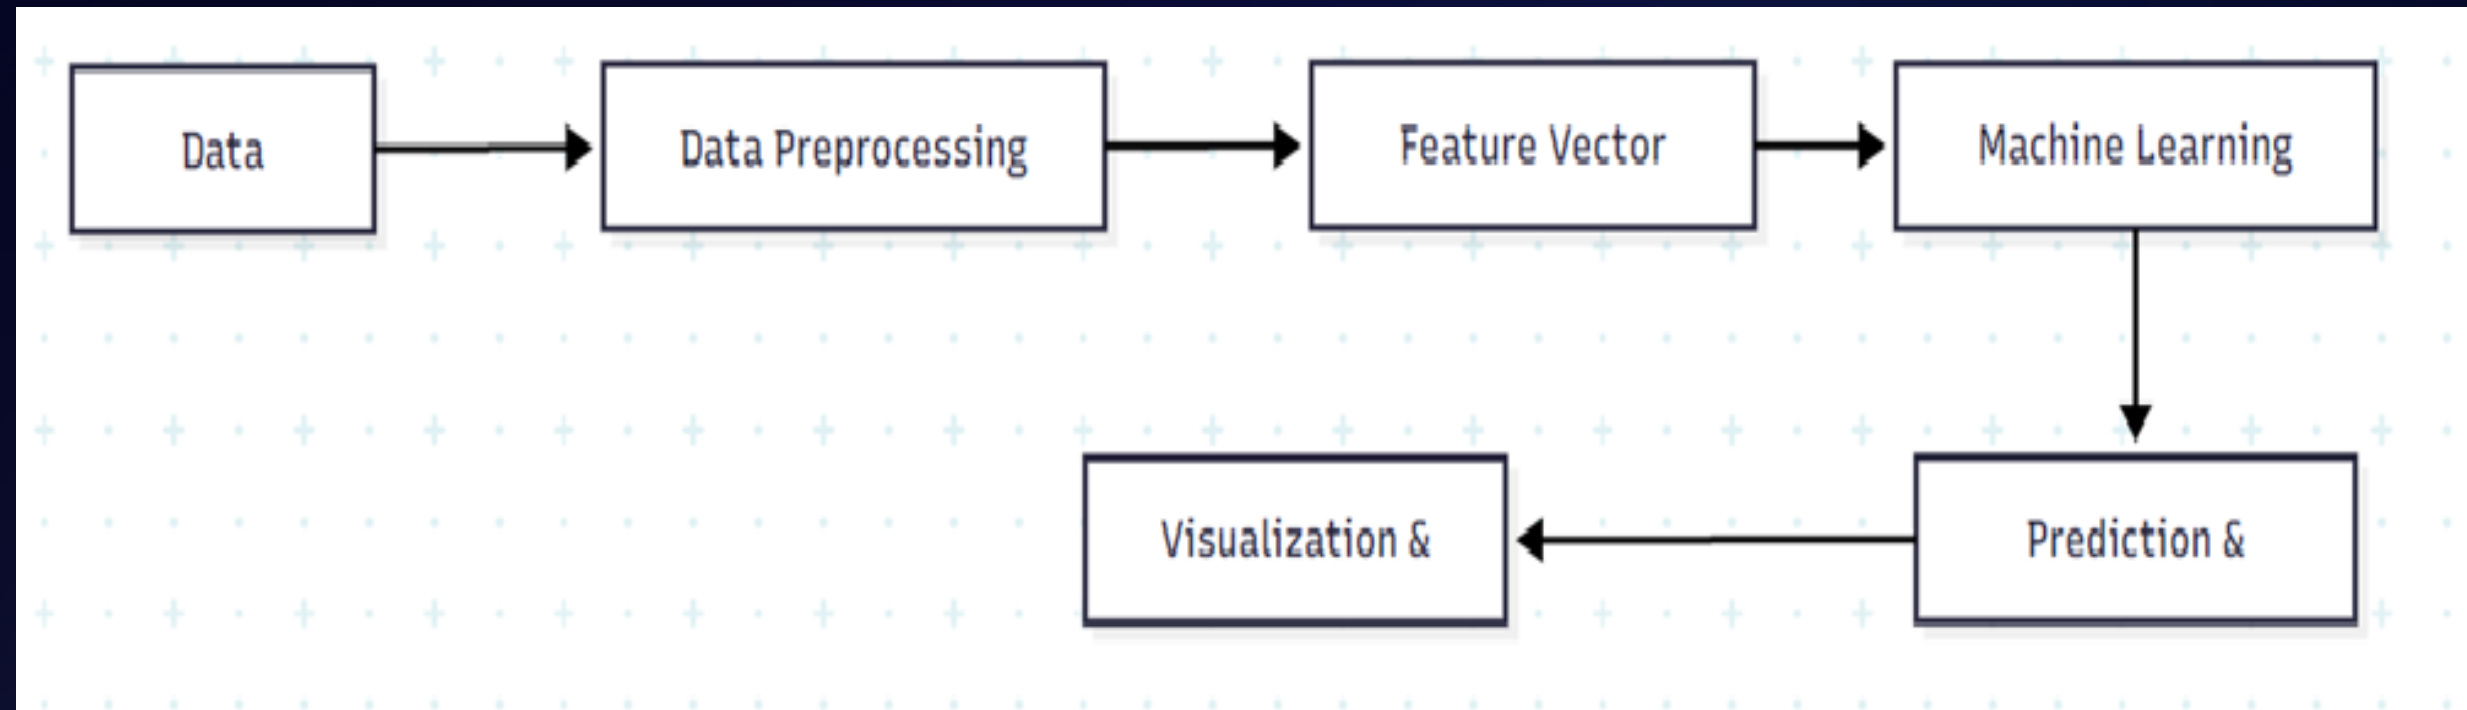 Data
Data Preprocessing
Feature Vector
Machine Learning
Visualization &
Prediction &